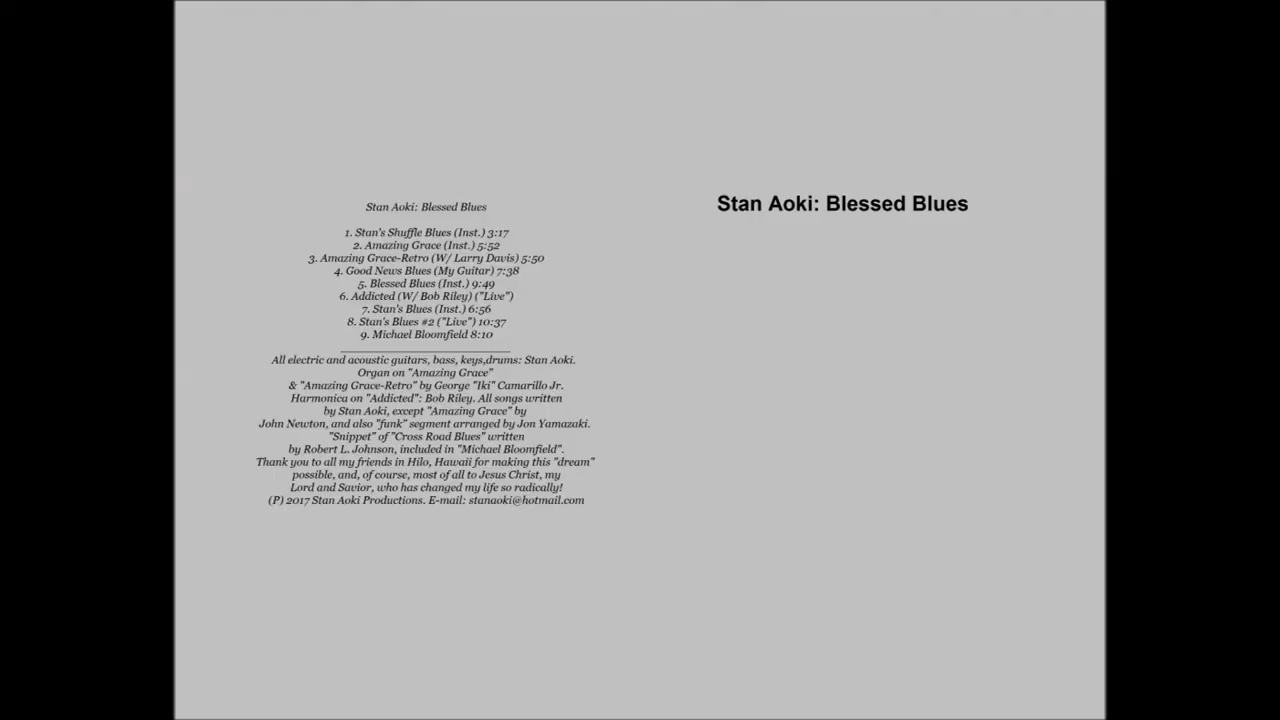 Stan Aoki: Blessed Blues
1. Stan's Shuffle Blues (Inst.) 3:17
2. Amazing Grace (Inst.) 5:52
3. Amazing Grace-Retro (W/ Larry Davis) 5:50
4. Good News Blues (My Guitar) 7:38
5. Blessed Blues (Inst.) 9:49
6. Addicted (W/ Bob Riley) ("Live")
7. Stan's Blues (Inst.) 6:56
8. Stan's Blues #2 ("Live") 10:37
9. Michael Bloomfield 8:10
All electric and acoustic guitars, bass, keys,drums: Stan Aoki.
Organ on "Amazing Grace"
& "Amazing Grace-Retro" by George "Iki" Camarillo Jr.
Harmonica on "Addicted": Bob Riley. All songs written
by Stan Aoki, except "Amazing Grace" by
John Newton, and also "funk" segment arranged by Jon Yamazaki.
"Snippet" of "Cross Road Blues" written
by Robert L. Johnson, included in "Michael Bloomfield".
Thank you to all my friends in Hilo, Hawaii for making this "dream"
possible, and, of course, most of all to Jesus Christ, my
Lord and Savior, who has changed my life so radically!
(P) 2017 Stan Aoki Productions. E-mail: stanaoki@hotmail.com
Stan Aoki: Blessed Blues